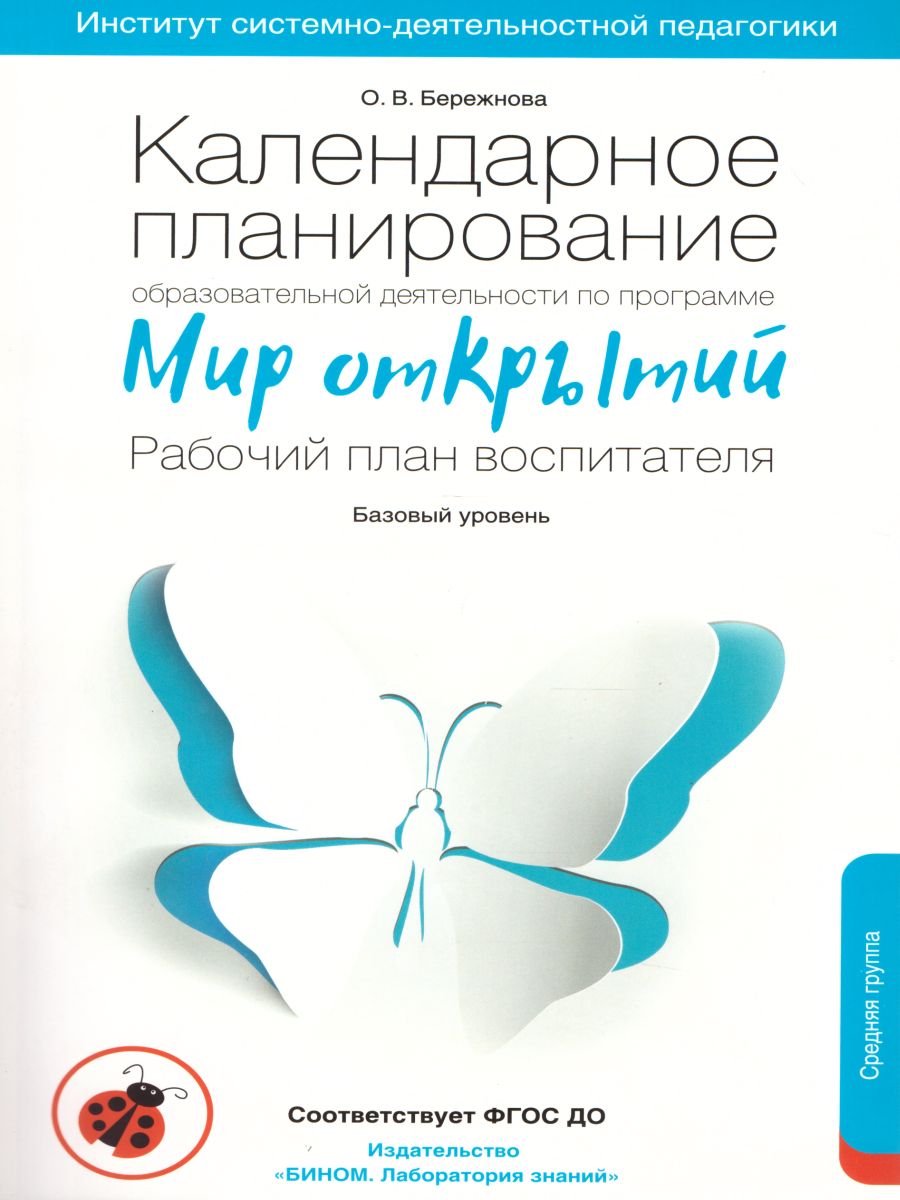 Институт системно-деятельностной педагогики
О. В. Бережнова
Календарное
планирование
образовательной деятельности по программе
Мир открытий
Рабочий план воспитателя
Базовый уровень
Средняя группа
Соответствует ФГОС ДО
Издательство
«БИНОМ. Лаборатория знаний»